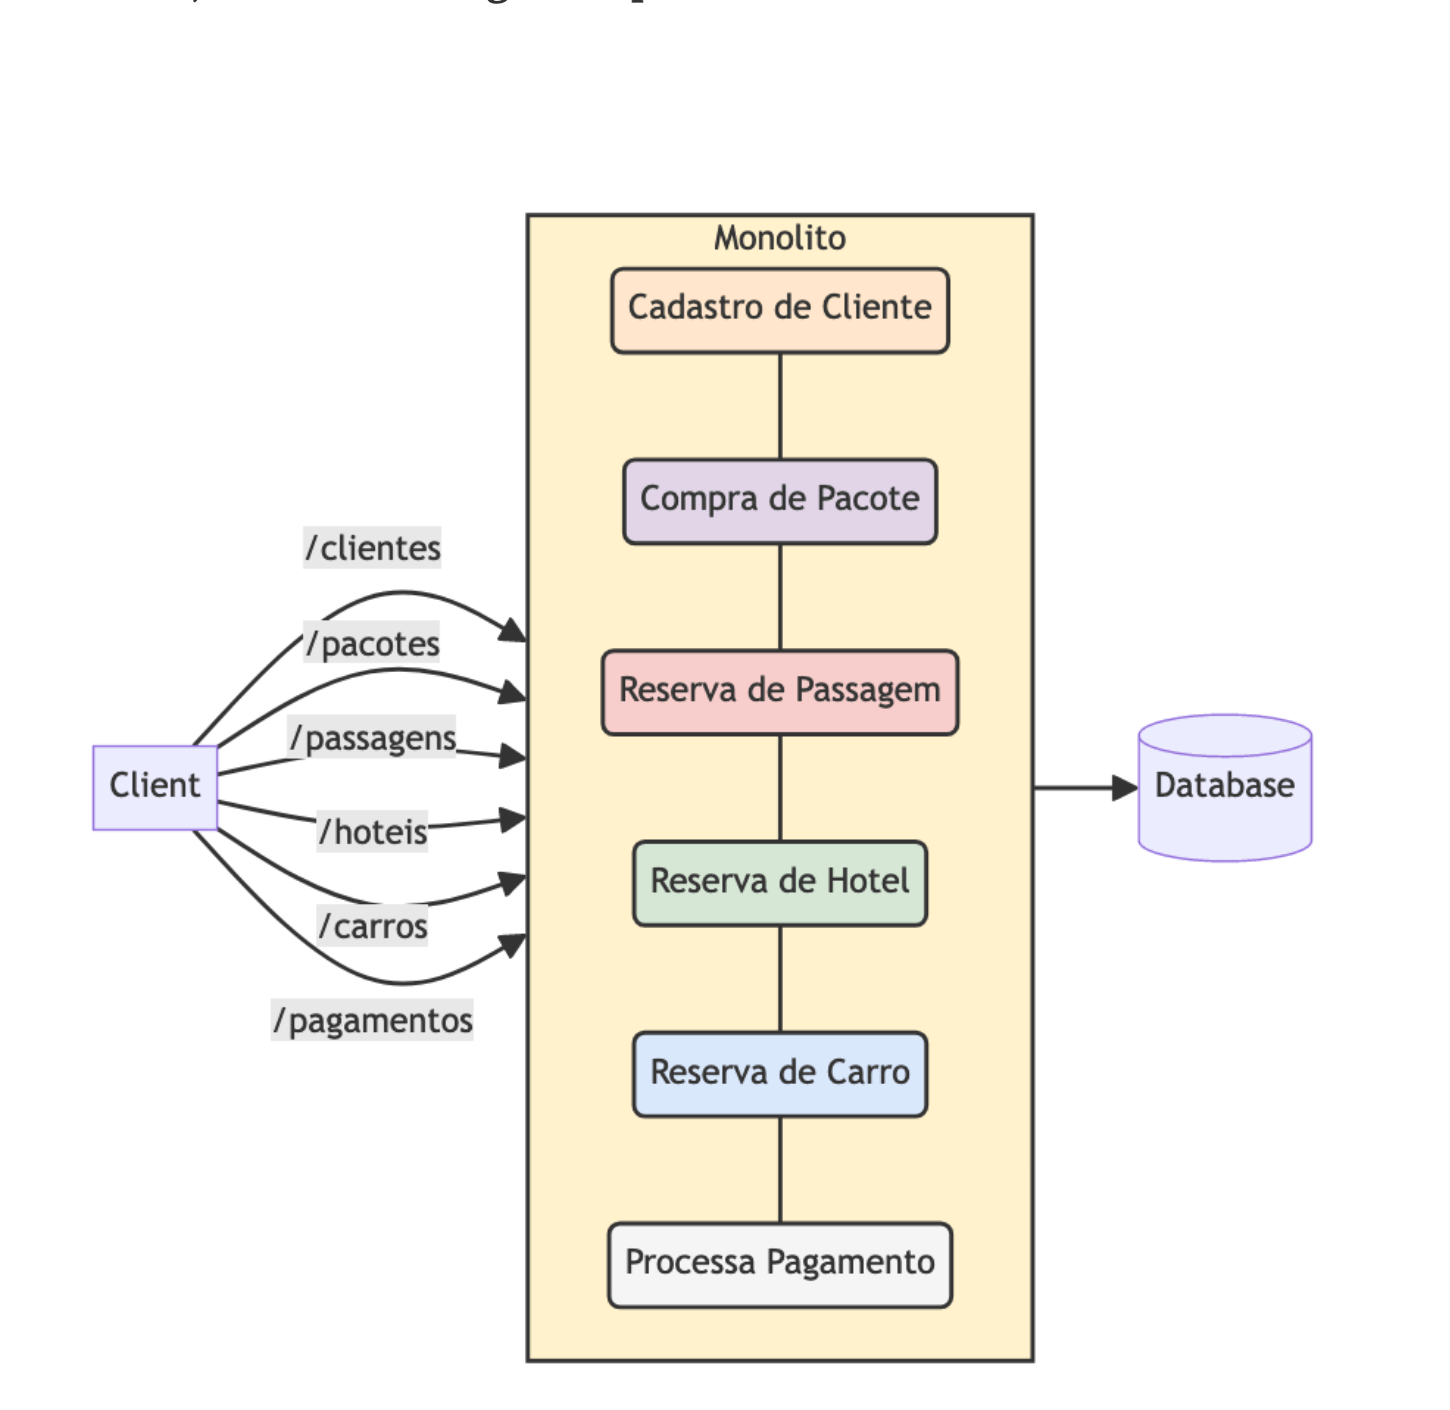 Monolito
Cadastro de Cliente
Compra de Pacote
Reserva de Passagem
Reserva de Hotel
Reserva de Carro
Processa Pagamento
/clientes
/pacotes
/passagens
/hoteis
/carros
/pagamentos
Client
Database